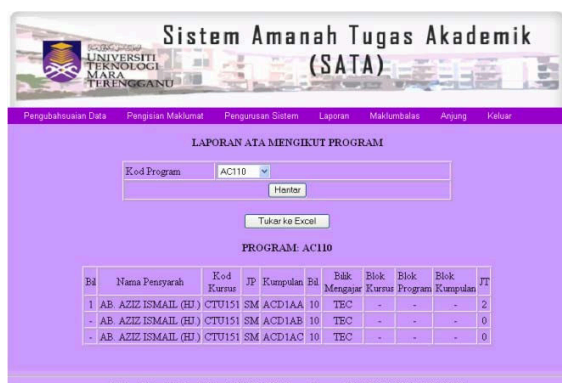 Sistem Amanah Tugas Akademik
(SATA)
UNIVERSITI
TEKNOLOGI
MARA
TERENGGANU
Pengubahsuaian Data Pengisian Maklumat Pengurusan Sistem Laporan Maklumbalas Anjung Keluar
LAPORAN ATA MENGIKUT PROGRAM
Kod Program AC110
Hantar
Tukar ke Excel
PROGRAM: AC110
Bil Nama Pensyarah Kod Kursus JP Kumpulan Bil Bilik Mengajar Blok Kursus Blok Program Blok Kumpulan JT
1 AB. AZIZ ISMAIL (HJ.) CTU151 SM ACD1AA 10 TEC - - - 2
- AB. AZIZ ISMAIL (HJ.) CTU151 SM ACD1AB 10 TEC - - - 0
- AB. AZIZ ISMAIL (HJ.) CTU151 SM ACD1AC 10 TEC - - - 0